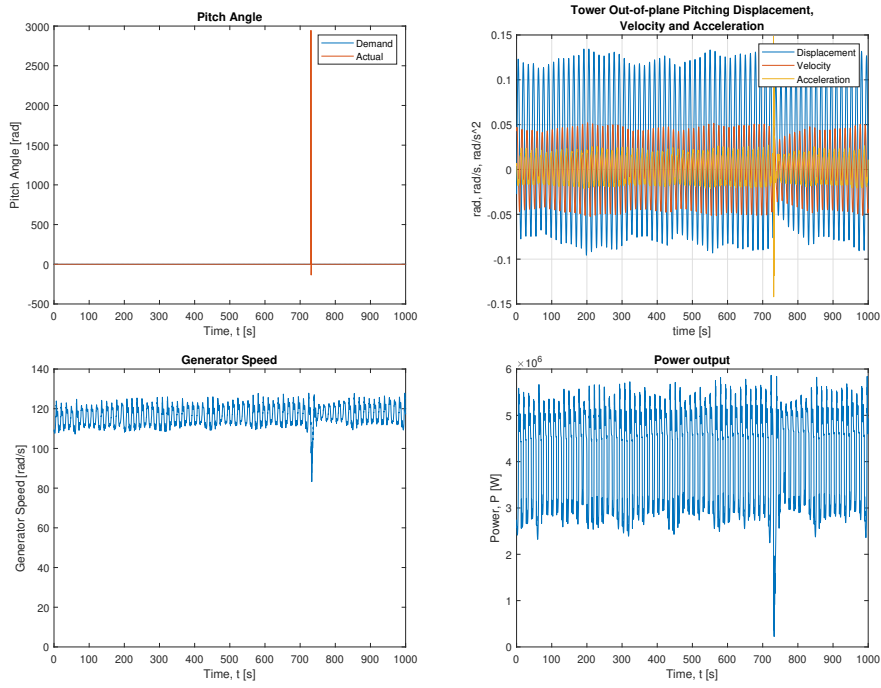 Pitch Angle
3000
2500
2000
1500
1000
500
0
-500
Pitch Angle [rad]
Demand
Actual
0 100 200 300 400 500 600 700 800 900 1000
Time, t [s]
Tower Out-of-plane Pitching Displacement,
Velocity and Acceleration
0.15
0.1
0.05
0
-0.05
-0.1
-0.15
rad, rad/s, rad/s^2
Displacement
Velocity
Acceleration
0 100 200 300 400 500 600 700 800 900 1000
time [s]
Generator Speed
140
120
100
80
60
40
20
0
Generator Speed [rad/s]
0 100 200 300 400 500 600 700 800 900 1000
Time, t [s]
Power output
×10^6
6
5
4
3
2
1
0
Power, P [W]
0 100 200 300 400 500 600 700 800 900 1000
Time, t [s]